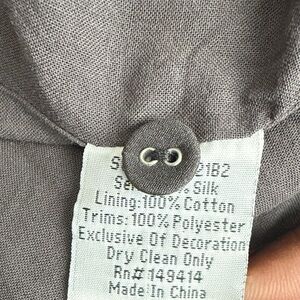 21B2
Silk
Lining:100% Cotton
Trims:100% Polyester
Exclusive Of Decoration
Dry Clean Only
Rn#149414
Made In China